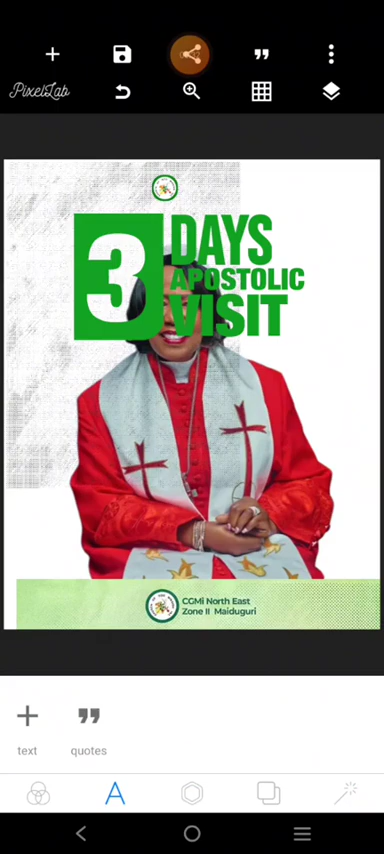 PixelLab
3
DAYS
APOSTOLIC
VISIT
CGMi North East
Zone II Maiduguri
text
quotes